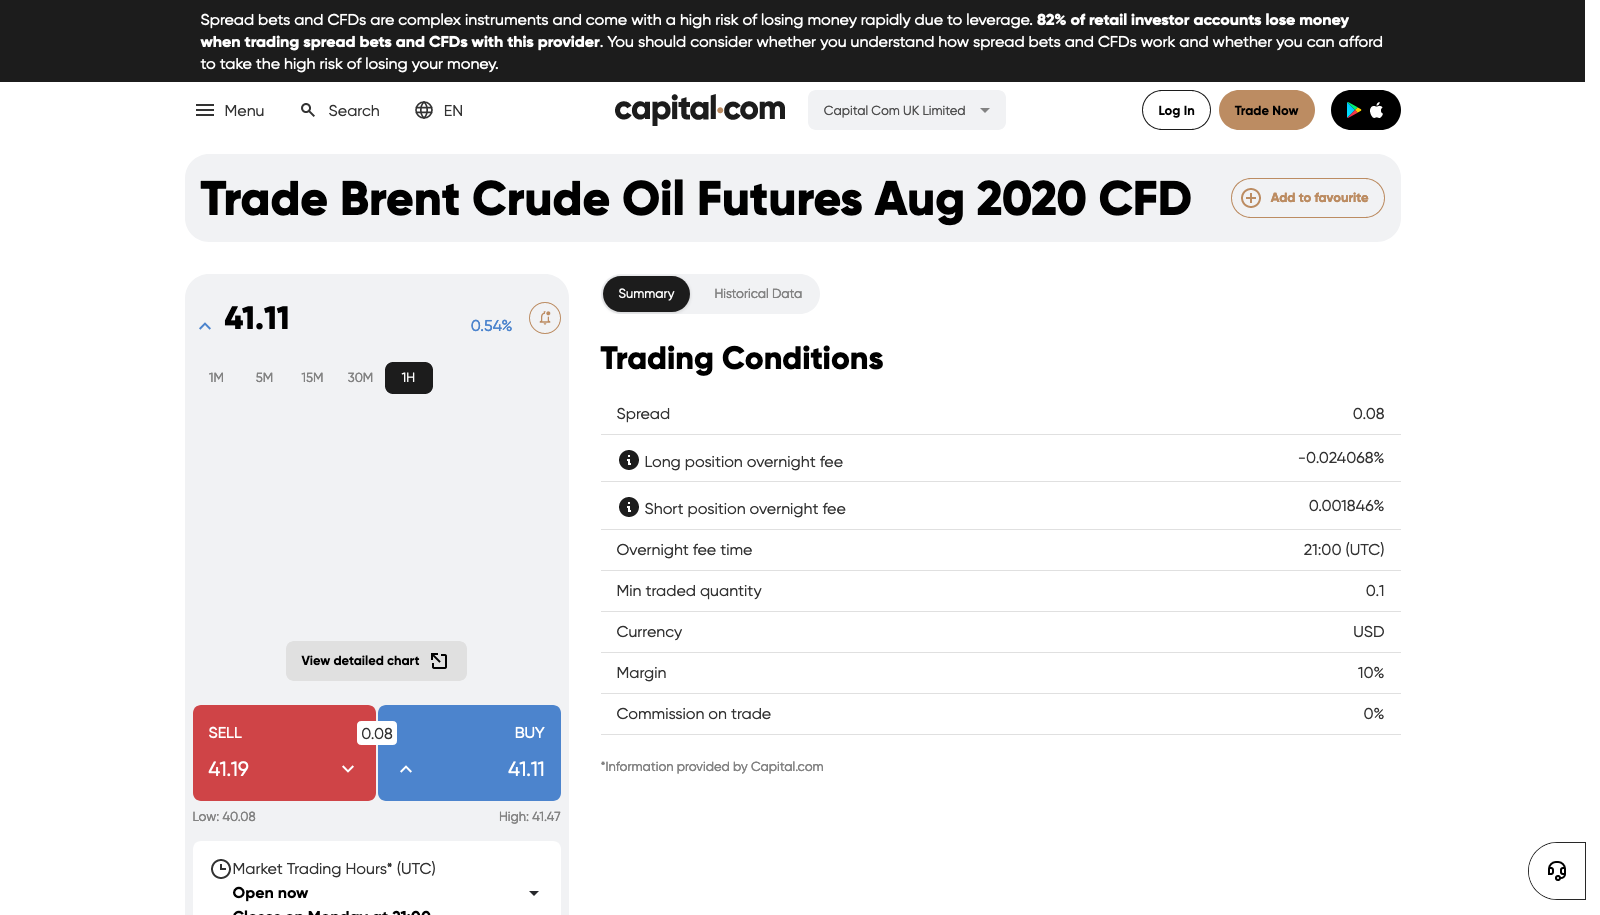 Spread bets and CFDs are complex instruments and come with a high risk of losing money rapidly due to leverage. 82% of retail investor accounts lose money
when trading spread bets and CFDs with this provider. You should consider whether you understand how spread bets and CFDs work and whether you can afford
to take the high risk of losing your money.
Menu Search EN capital.com Capital Com UK Limited Log In Trade Now
Trade Brent Crude Oil Futures Aug 2020 CFD Add to favourite
41.11 0.54%
1M 5M 15M 30M 1H
View detailed chart
SELL 0.08 BUY
41.19 41.11
Low: 40.08 High: 41.47
Market Trading Hours* (UTC)
Open now
Closes on Monday at 21:00
Summary Historical Data
Trading Conditions
Spread 0.08
Long position overnight fee -0.024068%
Short position overnight fee 0.001846%
Overnight fee time 21:00 (UTC)
Min traded quantity 0.1
Currency USD
Margin 10%
Commission on trade 0%
*Information provided by Capital.com